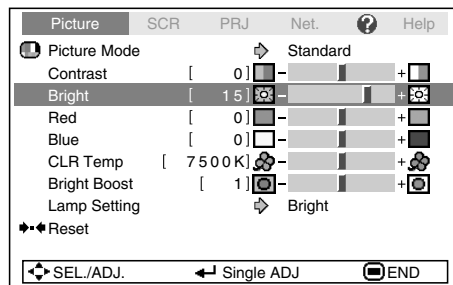 Picture SCR PRJ Net. ? Help
Picture Mode Standard
Contrast [ 0] - +
Bright [ 15] - +
Red [ 0] - +
Blue [ 0] - +
CLR Temp [ 7500K] - +
Bright Boost [ 1] - +
Lamp Setting Bright
Reset
SEL./ADJ. Single ADJ END